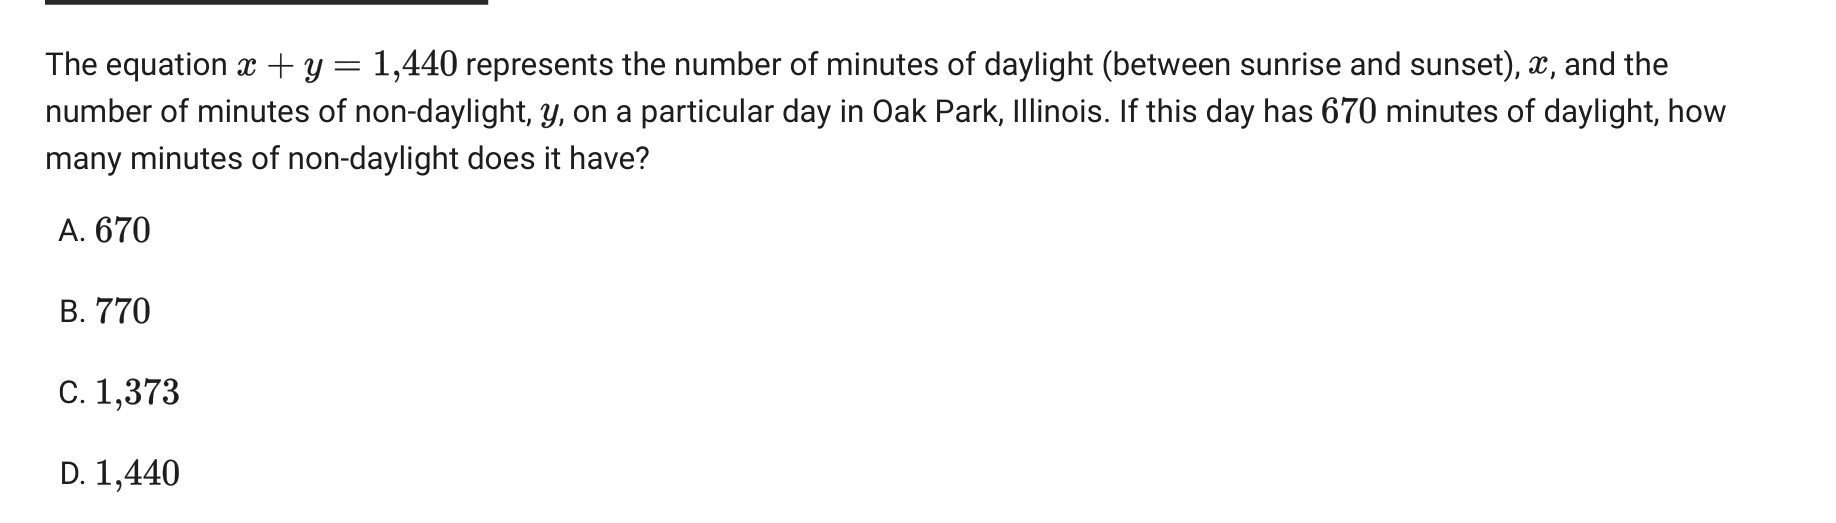 The equation x + y = 1,440 represents the number of minutes of daylight (between sunrise and sunset), x, and the
number of minutes of non-daylight, y, on a particular day in Oak Park, Illinois. If this day has 670 minutes of daylight, how
many minutes of non-daylight does it have?
A. 670
B. 770
C. 1,373
D. 1,440